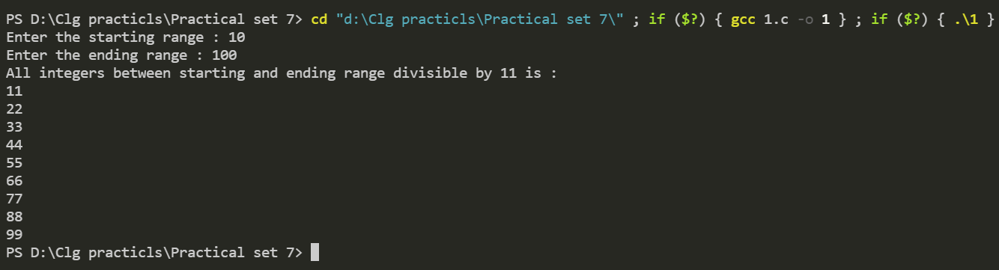 PS D:\Clg practicls\Practical set 7> cd "d:\Clg practicls\Practical set 7\" ; if ($?) { gcc 1.c -o 1 } ; if ($?) { .\1 }
Enter the starting range : 10
Enter the ending range : 100
All integers between starting and ending range divisible by 11 is :
11
22
33
44
55
66
77
88
99
PS D:\Clg practicls\Practical set 7>